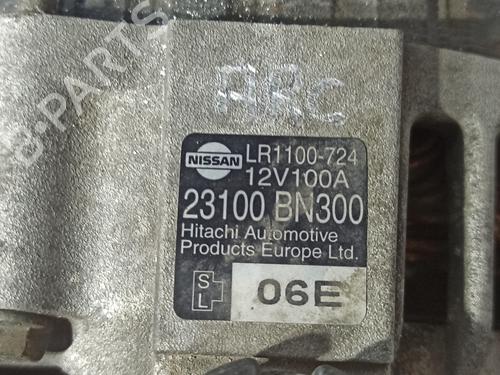 B-PARTS
ARC
NISSAN
LR1100-724
12V100A
23100 BN300
Hitachi Automotive
Products Europe Ltd.
S
L
06E